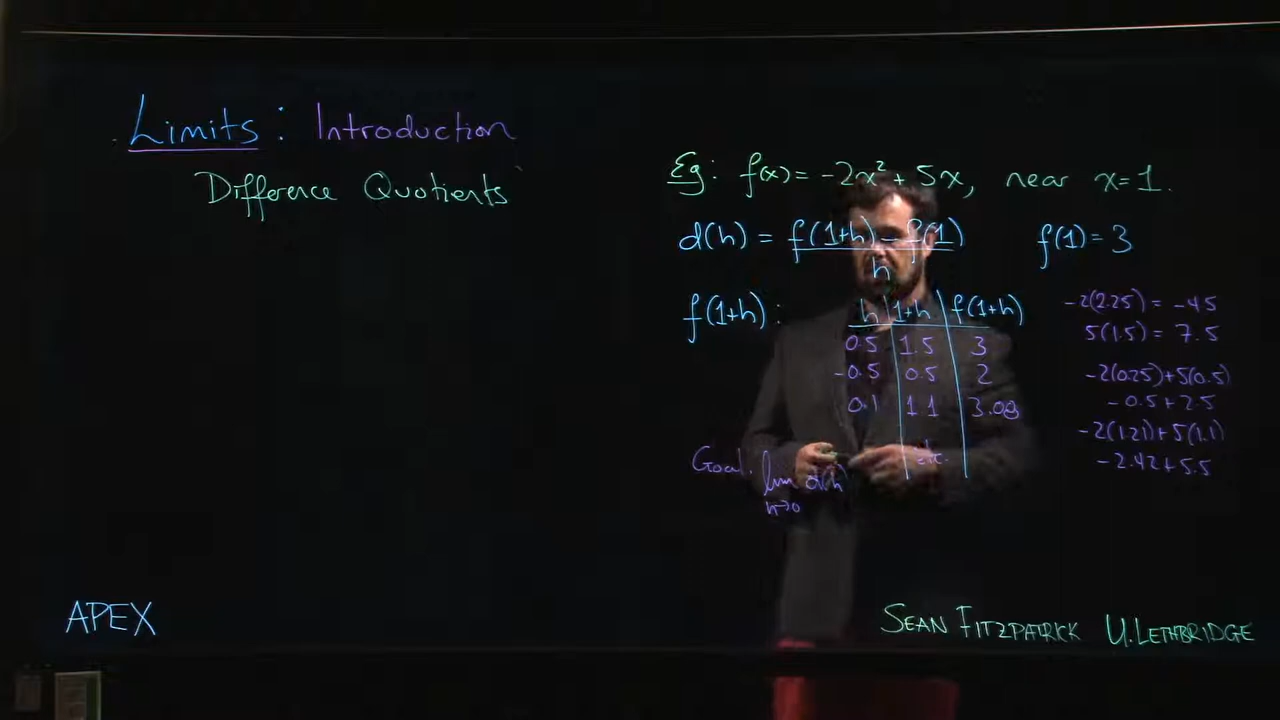 Limits: Introduction
Difference Quotients
Eg: f(x) = -2x² + 5x, near x=1.
d(h) = f(1+h) - f(1) / h
f(1) = 3
f(1+h):
h | 1+h | f(1+h)
0.5 | 1.5 | 3
-0.5 | 0.5 | 2
0.1 | 1.1 | 3.08
etc.
-2(2.25) = -4.5
5(1.5) = 7.5
-2(0.25)+5(0.5)
-0.5+2.5
-2(1.21)+5(1.1)
-2.42+5.5
Goal. lim d(h)
h→0
APEX
SEAN FITZPATRICK U.LETHBRIDGE